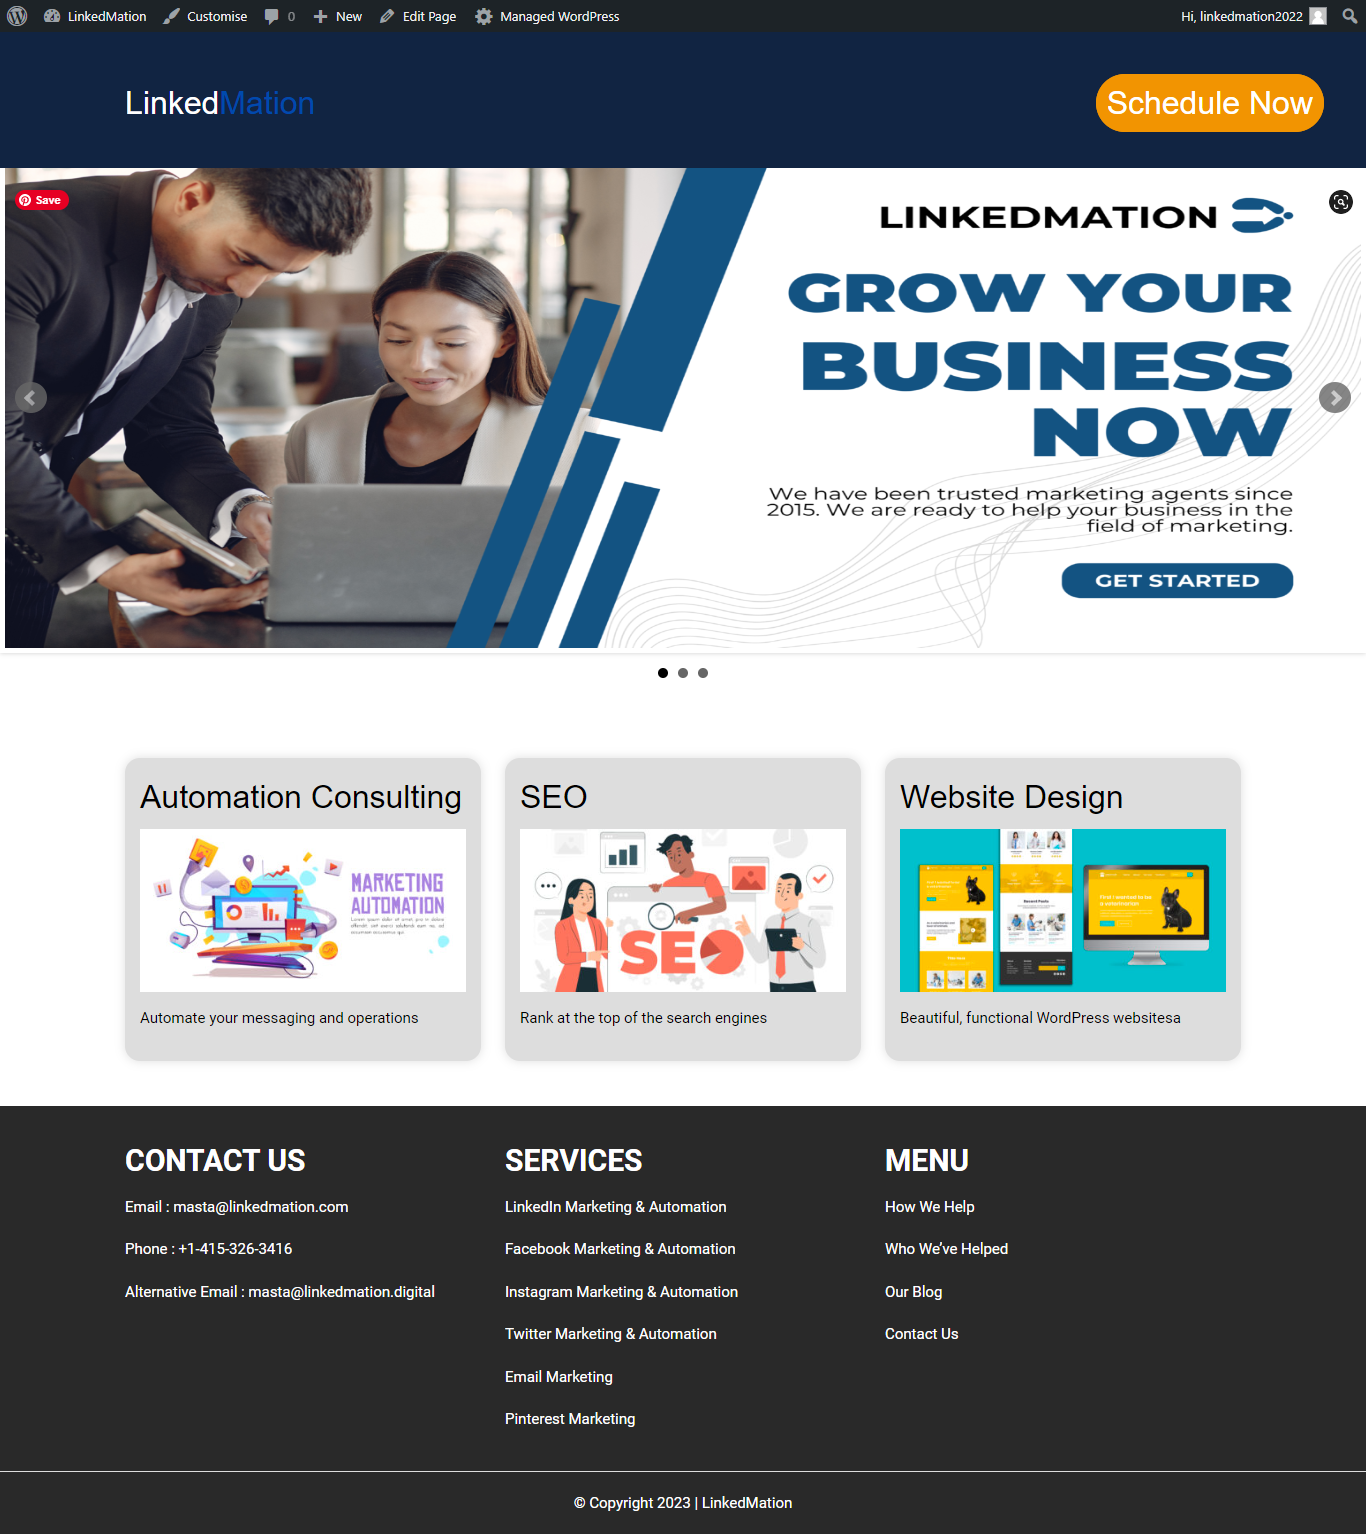 LinkedMation Customise 0 New Edit Page Managed WordPress Hi, linkedmation2022
LinkedMation Schedule Now
Save
LINKEDMATION
GROW YOUR
BUSINESS
NOW
We have been trusted marketing agents since
2015. We are ready to help your business in the
field of marketing.
GET STARTED
Automation Consulting
MARKETING
AUTOMATION
Automate your messaging and operations
SEO
SEO
Rank at the top of the search engines
Website Design
Recent Posts
Beautiful, functional WordPress websitesa
CONTACT US
Email : masta@linkedmation.com
Phone : +1-415-326-3416
Alternative Email : masta@linkedmation.digital
SERVICES
LinkedIn Marketing & Automation
Facebook Marketing & Automation
Instagram Marketing & Automation
Twitter Marketing & Automation
Email Marketing
Pinterest Marketing
MENU
How We Help
Who We’ve Helped
Our Blog
Contact Us
© Copyright 2023 | LinkedMation